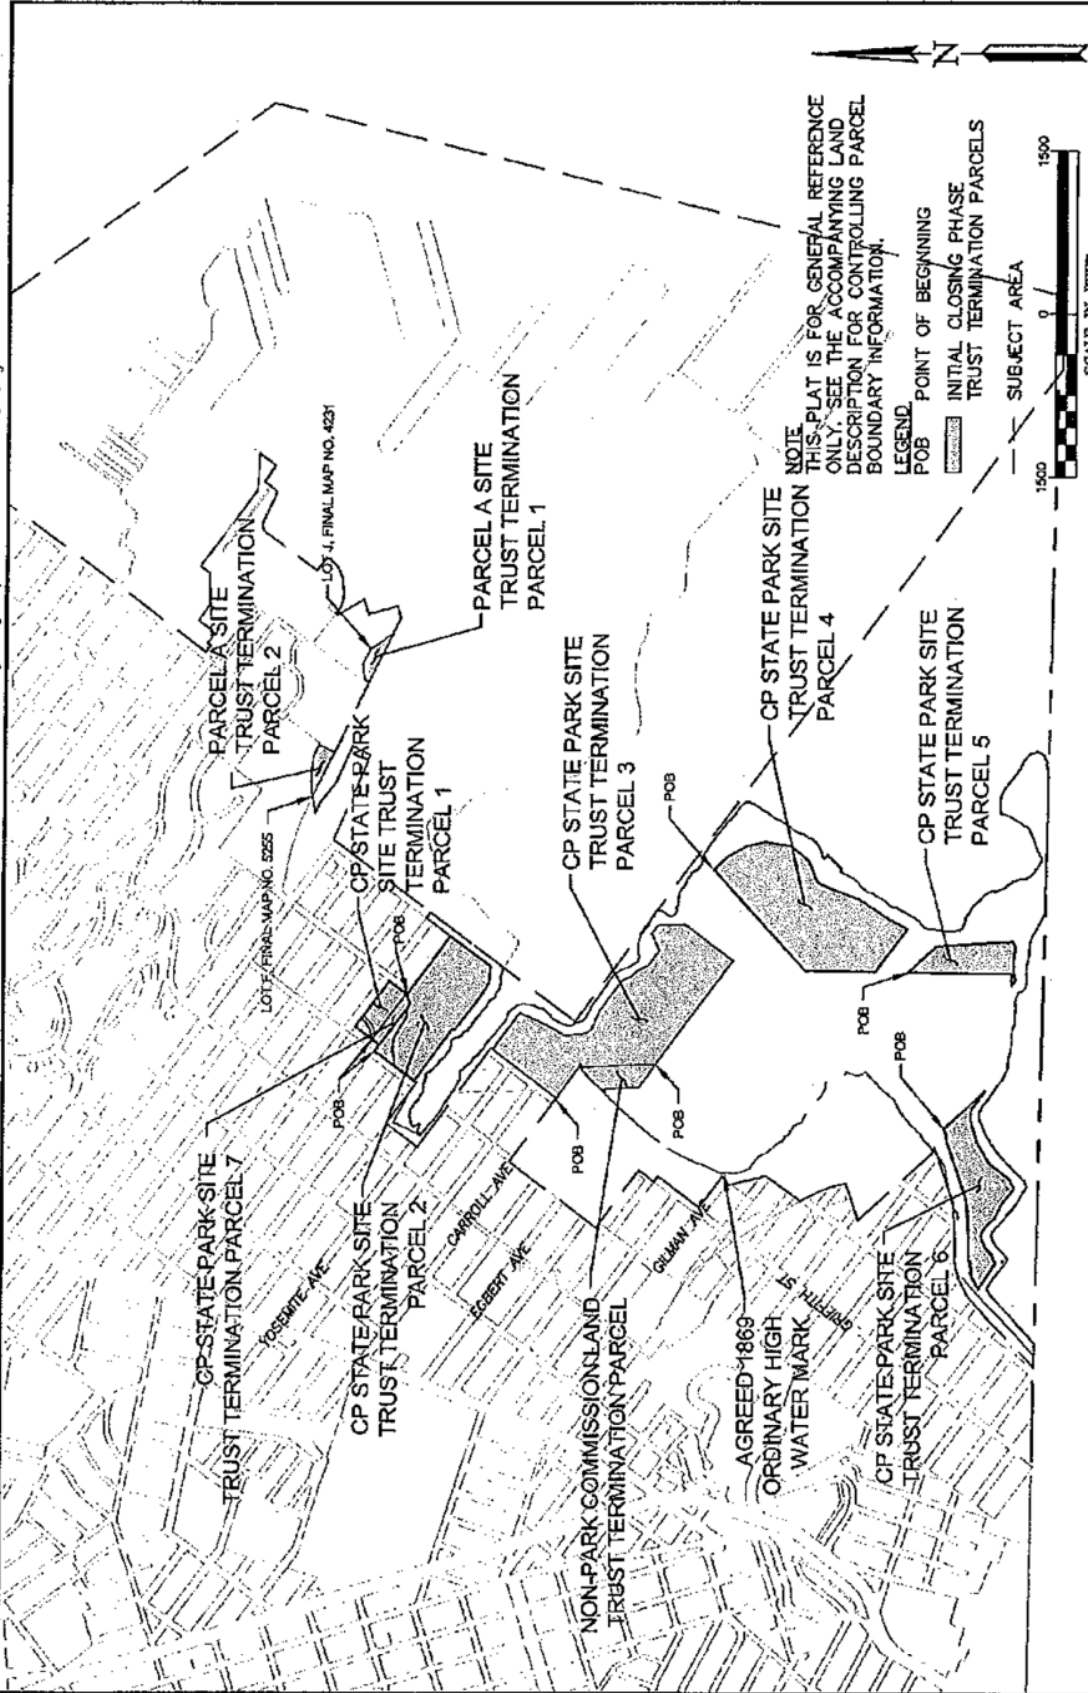 PARCEL A SITE
TRUST TERMINATION
PARCEL 2
LOT J, FINAL MAP NO. 4231
PARCEL A SITE
TRUST TERMINATION
PARCEL 1
FINAL MAP NO. 5255
CP STATE PARK
SITE TRUST
TERMINATION
PARCEL 1
POB
POB
CP STATE PARK SITE
TRUST TERMINATION PARCEL 7
YOSEMITE AVE
CP STATE PARK SITE
TRUST TERMINATION
PARCEL 2
CARROLL AVE
EGBERT AVE
CP STATE PARK SITE
TRUST TERMINATION
PARCEL 3
POB
POB
NON-PARK COMMISSION LAND
TRUST TERMINATION PARCEL
GILMAN AVE
POB
CP STATE PARK SITE
TRUST TERMINATION
PARCEL 4
AGREED 1869
ORDINARY HIGH
WATER MARK
GRIFFITH ST
CP STATE PARK SITE
TRUST TERMINATION
PARCEL 5
POB
POB
CP STATE PARK SITE
TRUST TERMINATION
PARCEL 6
N
NOTE
THIS PLAT IS FOR GENERAL REFERENCE
ONLY. SEE THE ACCOMPANYING LAND
DESCRIPTION FOR CONTROLLING PARCEL
BOUNDARY INFORMATION.
LEGEND
POB POINT OF BEGINNING
INITIAL CLOSING PHASE
TRUST TERMINATION PARCELS
SUBJECT AREA
1500 0 1500